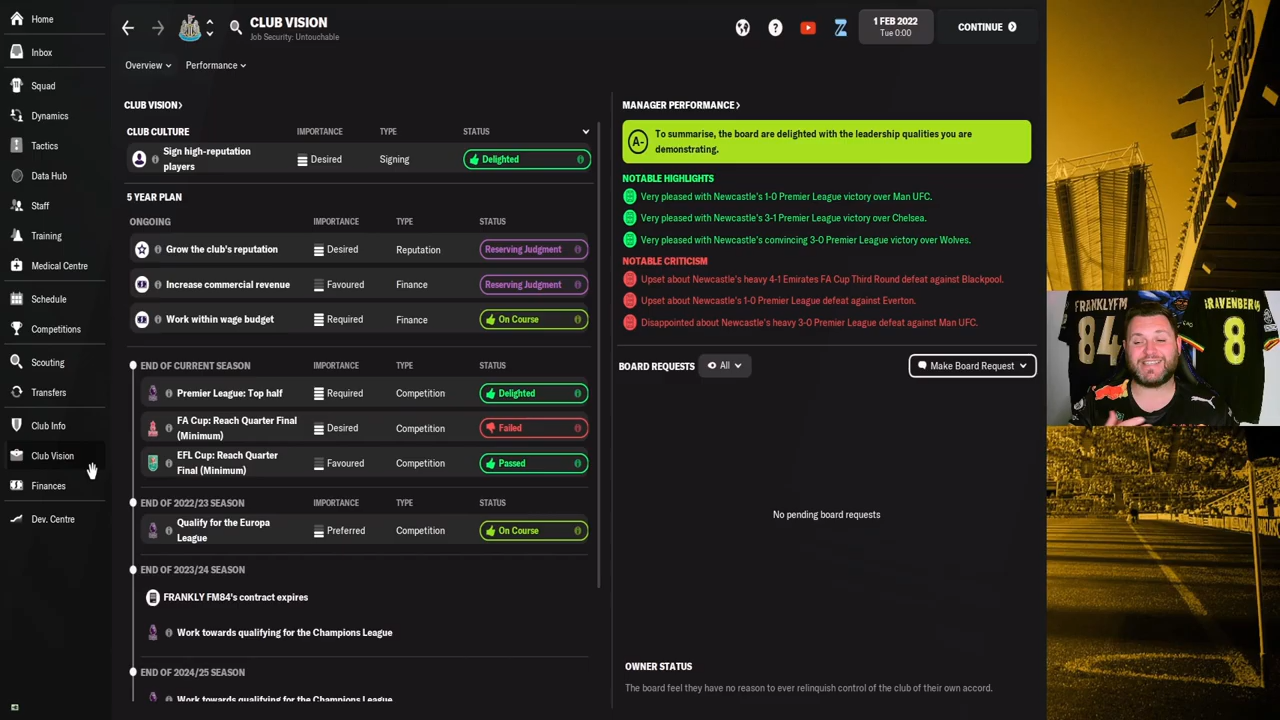 Home
Inbox
Squad
Dynamics
Tactics
Data Hub
Staff
Training
Medical Centre
Schedule
Competitions
Scouting
Transfers
Club Info
Club Vision
Finances
Dev. Centre
CLUB VISION
Job Security: Untouchable
1 FEB 2022
Tue 0:00
CONTINUE
Overview
Performance
CLUB VISION>
CLUB CULTURE IMPORTANCE TYPE STATUS
Sign high-reputation
players
Desired Signing Delighted
5 YEAR PLAN
ONGOING IMPORTANCE TYPE STATUS
Grow the club's reputation Desired Reputation Reserving Judgment
Increase commercial revenue Favoured Finance Reserving Judgment
Work within wage budget Required Finance On Course
END OF CURRENT SEASON IMPORTANCE TYPE STATUS
Premier League: Top half Required Competition Delighted
FA Cup: Reach Quarter Final
(Minimum)
Desired Competition Failed
EFL Cup: Reach Quarter
Final (Minimum)
Favoured Competition Passed
END OF 2022/23 SEASON IMPORTANCE TYPE STATUS
Qualify for the Europa
League
Preferred Competition On Course
END OF 2023/24 SEASON
FRANKLY FM84's contract expires
Work towards qualifying for the Champions League
END OF 2024/25 SEASON
Work towards qualifying for the Champions League
MANAGER PERFORMANCE>
A-
To summarise, the board are delighted with the leadership qualities you are
demonstrating.
NOTABLE HIGHLIGHTS
Very pleased with Newcastle's 1-0 Premier League victory over Man UFC.
Very pleased with Newcastle's 3-1 Premier League victory over Chelsea.
Very pleased with Newcastle's convincing 3-0 Premier League victory over Wolves.
NOTABLE CRITICISM
Upset about Newcastle's heavy 4-1 Emirates FA Cup Third Round defeat against Blackpool.
Upset about Newcastle's 1-0 Premier League defeat against Everton.
Disappointed about Newcastle's heavy 3-0 Premier League defeat against Man UFC.
BOARD REQUESTS All Make Board Request
No pending board requests
OWNER STATUS
The board feel they have no reason to ever relinquish control of the club of their own accord.
FRANKLYFM
84
8